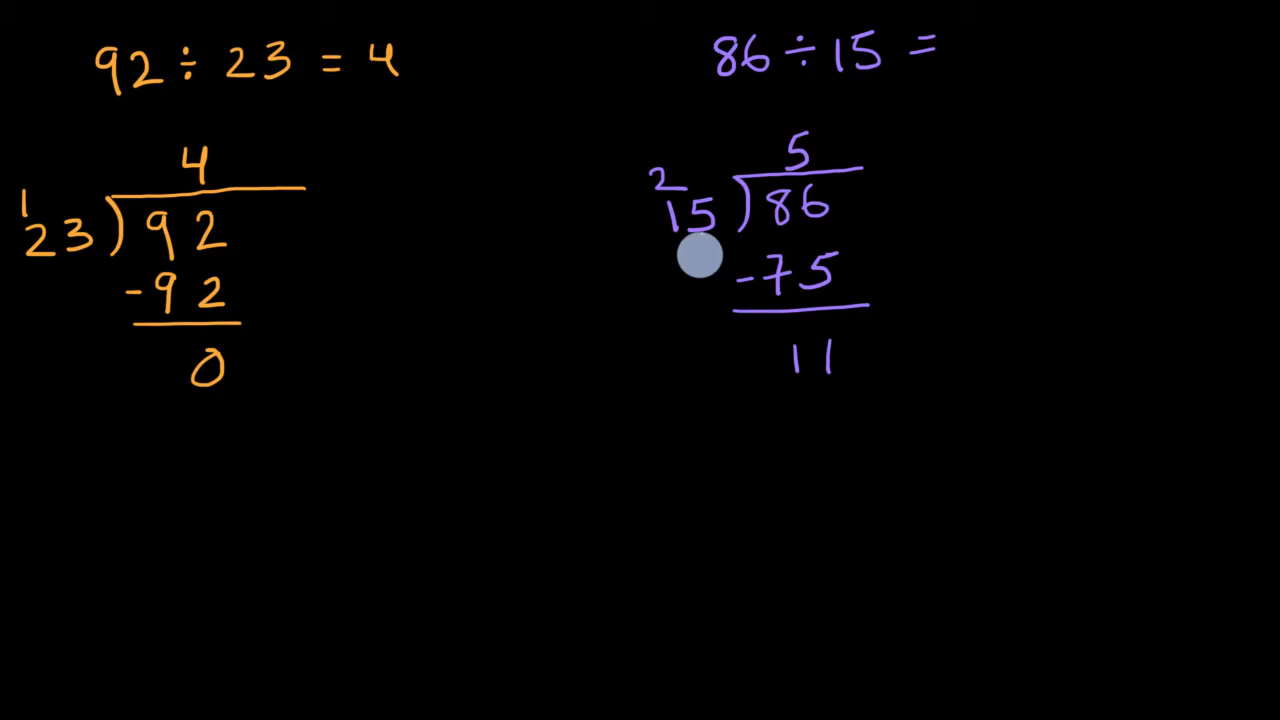 92 ÷ 23 = 4
4
1
23 ) 92
- 92
0
86 ÷ 15 =
5
2
15 ) 86
- 75
11